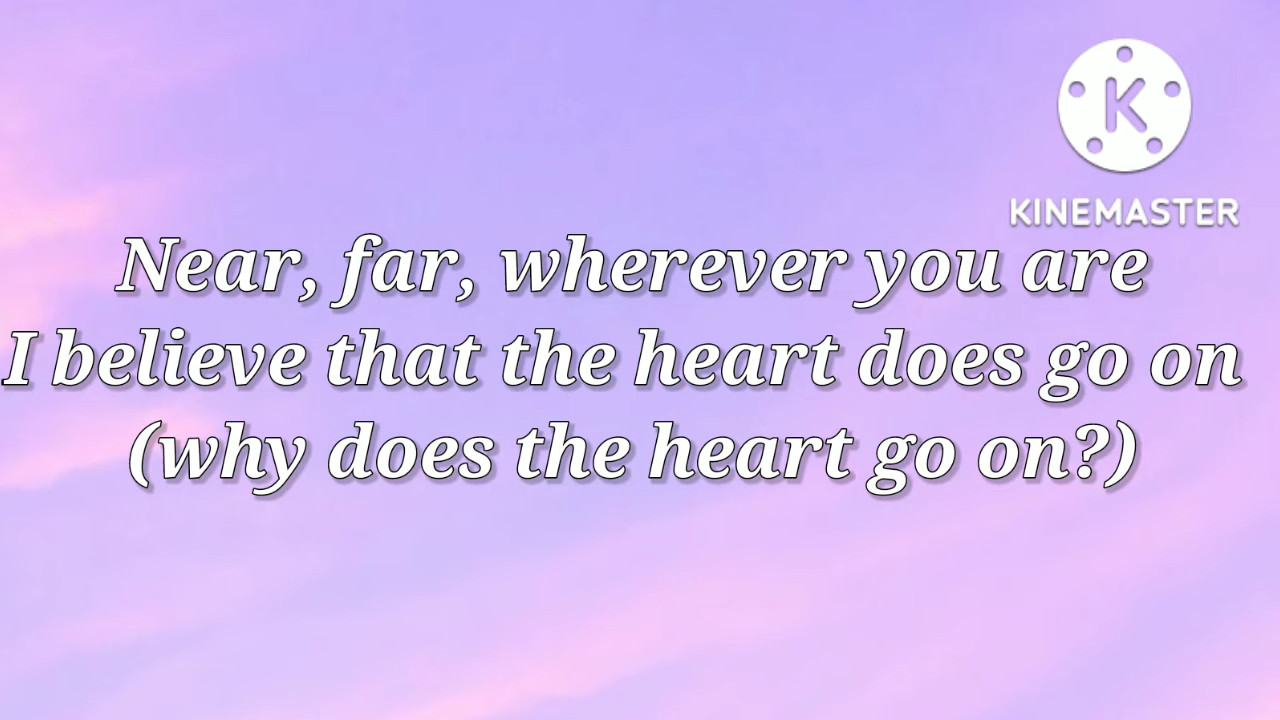 K
KINEMASTER
Near, far, wherever you are
I believe that the heart does go on
(why does the heart go on?)